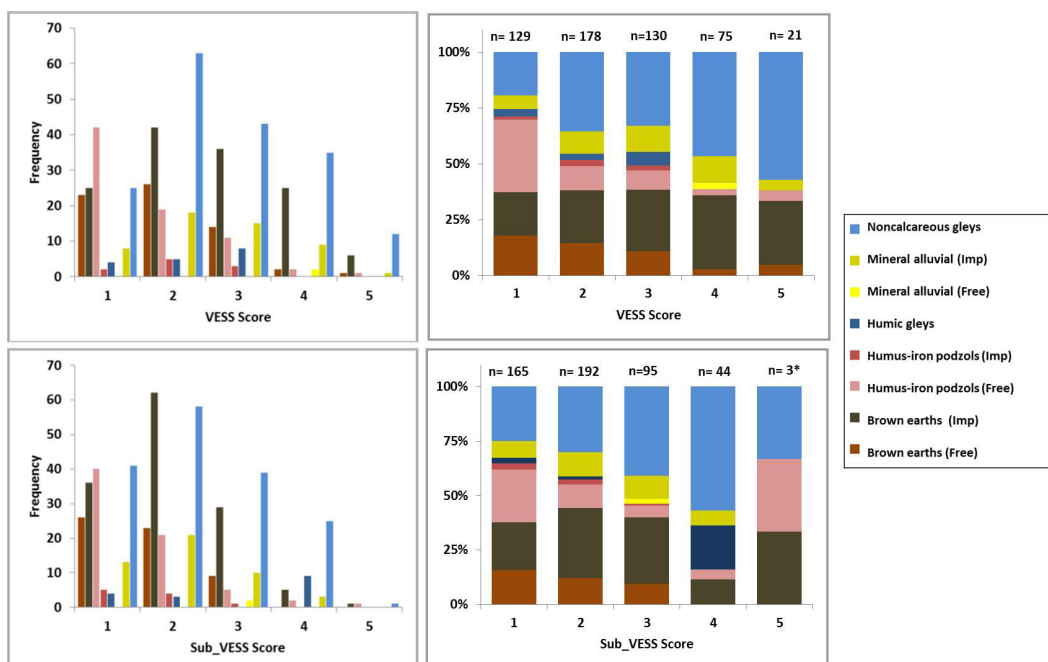 70
60
50
40
30
20
10
0
Frequency
1 2 3 4 5
VESS Score
n= 129 n= 178 n=130 n= 75 n= 21
100%
75%
50%
25%
0%
1 2 3 4 5
VESS Score
70
60
50
40
30
20
10
0
Frequency
1 2 3 4 5
Sub_VESS Score
n= 165 n= 192 n=95 n= 44 n= 3*
100%
75%
50%
25%
0%
1 2 3 4 5
Sub_VESS Score
Noncalcareous gleys
Mineral alluvial (Imp)
Mineral alluvial (Free)
Humic gleys
Humus-iron podzols (Imp)
Humus-iron podzols (Free)
Brown earths (Imp)
Brown earths (Free)